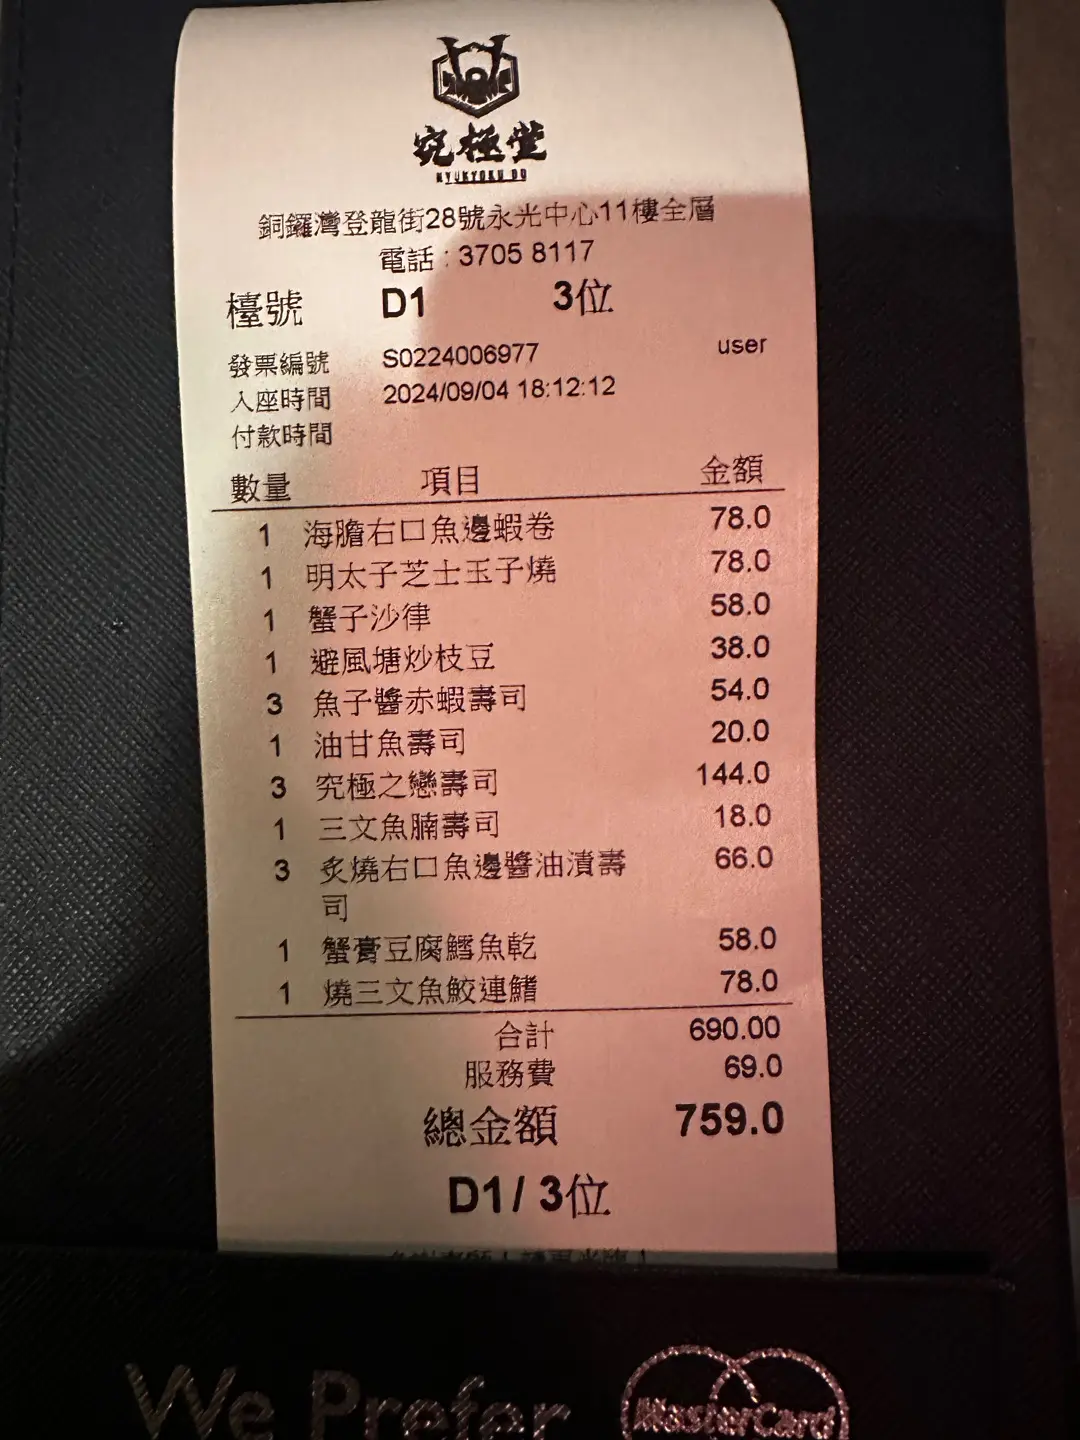 究極堂
KYUKYOKU DO
銅鑼灣登龍街28號永光中心11樓全層
電話 : 3705 8117
檯號 D1 3位
發票編號 S0224006977 user
入座時間 2024/09/04 18:12:12
付款時間
數量 項目 金額
1 海膽右口魚邊蝦卷 78.0
1 明太子芝士玉子燒 78.0
1 蟹子沙律 58.0
1 避風塘炒枝豆 38.0
3 魚子醬赤蝦壽司 54.0
1 油甘魚壽司 20.0
3 究極之戀壽司 144.0
1 三文魚腩壽司 18.0
3 炙燒右口魚邊醬油漬壽 66.0
司
1 蟹膏豆腐鱈魚乾 58.0
1 燒三文魚鮫連鰭 78.0
合計 690.00
服務費 69.0
總金額 759.0
D1 / 3位
We Prefer MasterCard